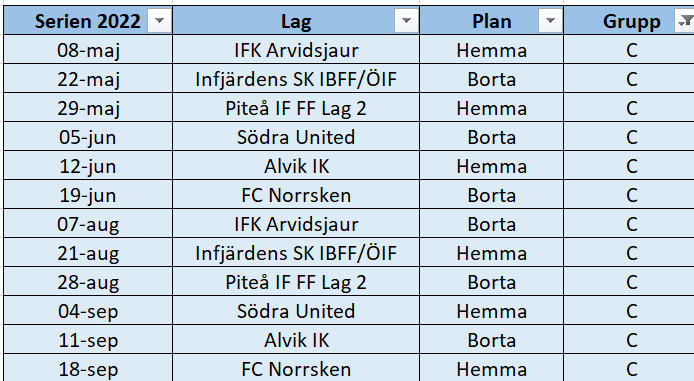 Serien 2022 Lag Plan Grupp
08-maj IFK Arvidsjaur Hemma C
22-maj Infjärdens SK IBFF/ÖIF Borta C
29-maj Piteå IF FF Lag 2 Hemma C
05-jun Södra United Borta C
12-jun Alvik IK Hemma C
19-jun FC Norrsken Borta C
07-aug IFK Arvidsjaur Borta C
21-aug Infjärdens SK IBFF/ÖIF Hemma C
28-aug Piteå IF FF Lag 2 Borta C
04-sep Södra United Hemma C
11-sep Alvik IK Borta C
18-sep FC Norrsken Hemma C